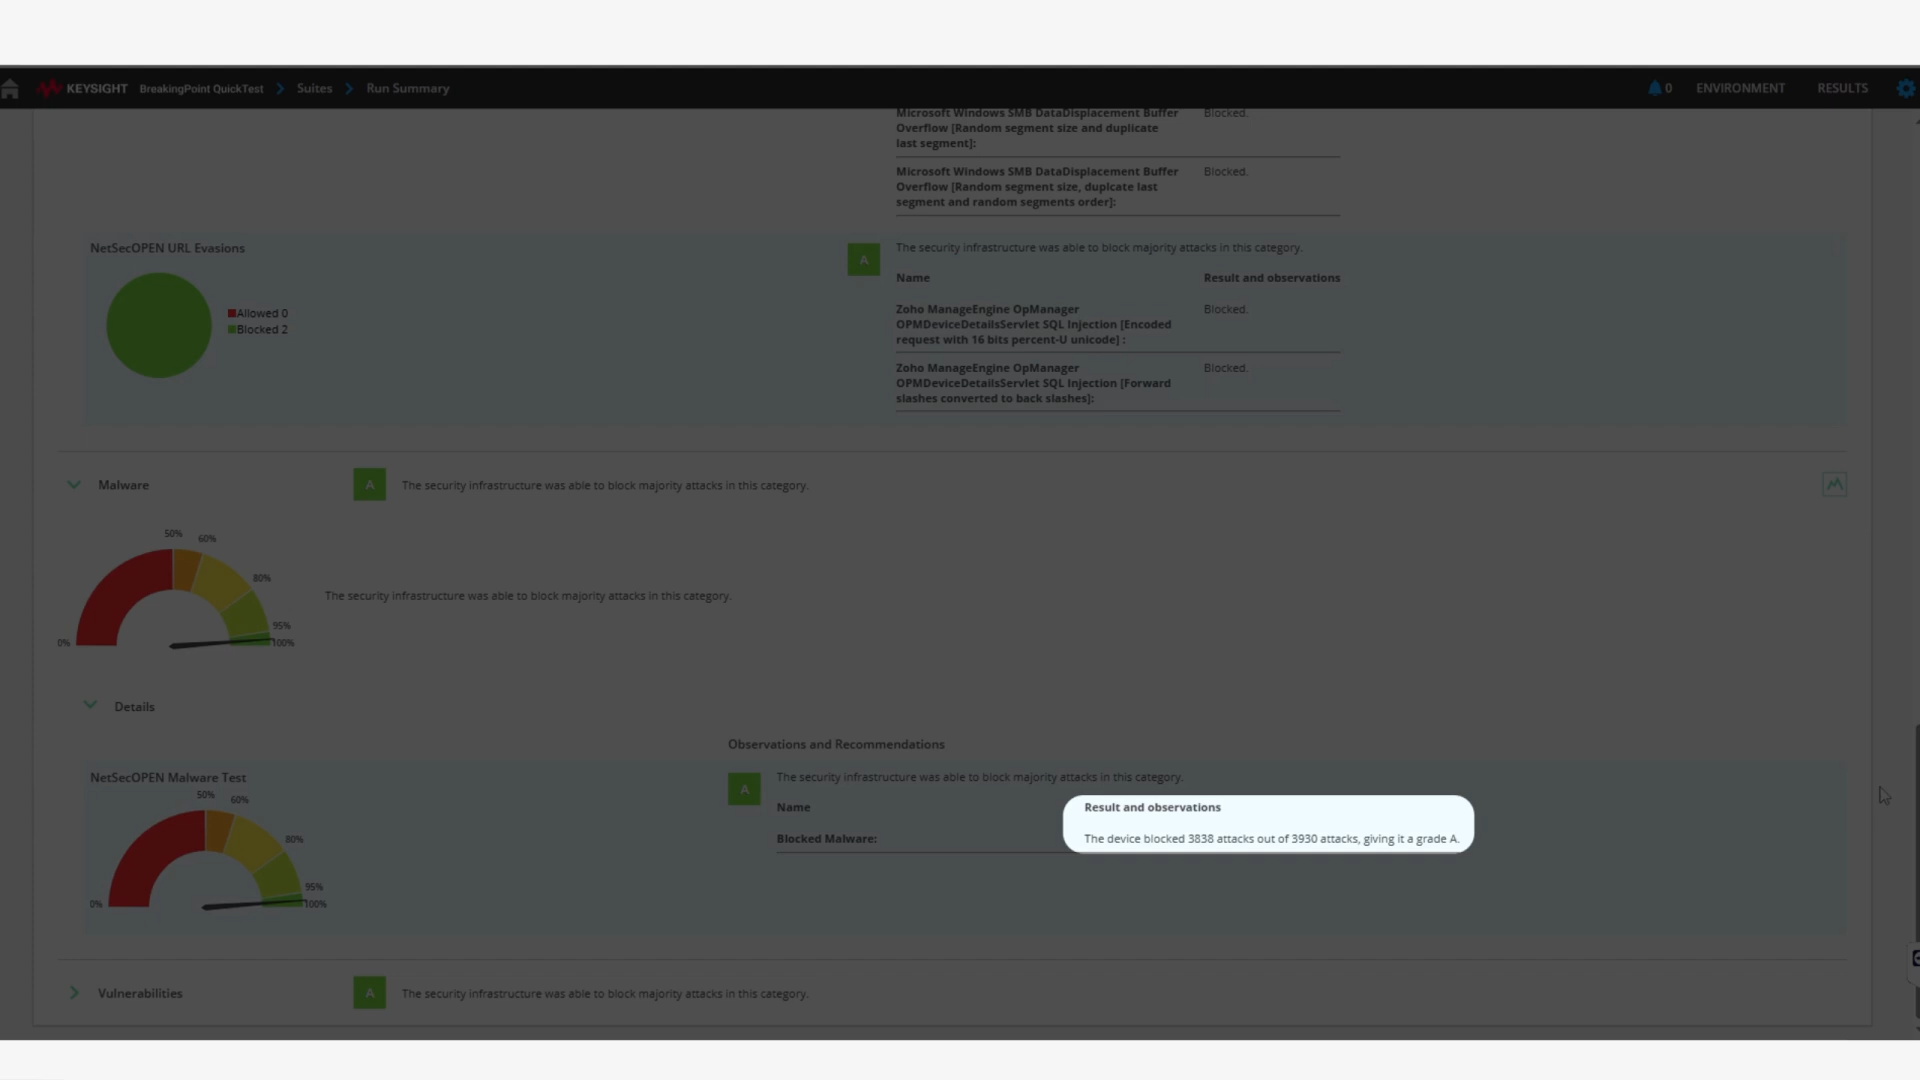 KEYSIGHT BreakingPoint QuickTest Suites Run Summary 0 ENVIRONMENT RESULTS
Microsoft Windows SMB DataDisplacement Buffer Blocked.
Overflow [Random segment size and duplicate
last segment]:
Microsoft Windows SMB DataDisplacement Buffer Blocked.
Overflow [Random segment size, duplcate last
segment and random segments order]:
NetSecOPEN URL Evasions
Allowed 0
Blocked 2
A
The security infrastructure was able to block majority attacks in this category.
Name Result and observations
Zoho ManageEngine OpManager Blocked.
OPMDeviceDetailsServlet SQL Injection [Encoded
request with 16 bits percent-U unicode] :
Zoho ManageEngine OpManager Blocked.
OPMDeviceDetailsServlet SQL Injection [Forward
slashes converted to back slashes]:
Malware A The security infrastructure was able to block majority attacks in this category.
50%
60%
80%
95%
0% 100%
The security infrastructure was able to block majority attacks in this category.
Details
Observations and Recommendations
NetSecOPEN Malware Test
50%
60%
80%
95%
0% 100%
A
The security infrastructure was able to block majority attacks in this category.
Name Result and observations
Blocked Malware: The device blocked 3838 attacks out of 3930 attacks, giving it a grade A.
Vulnerabilities A The security infrastructure was able to block majority attacks in this category.